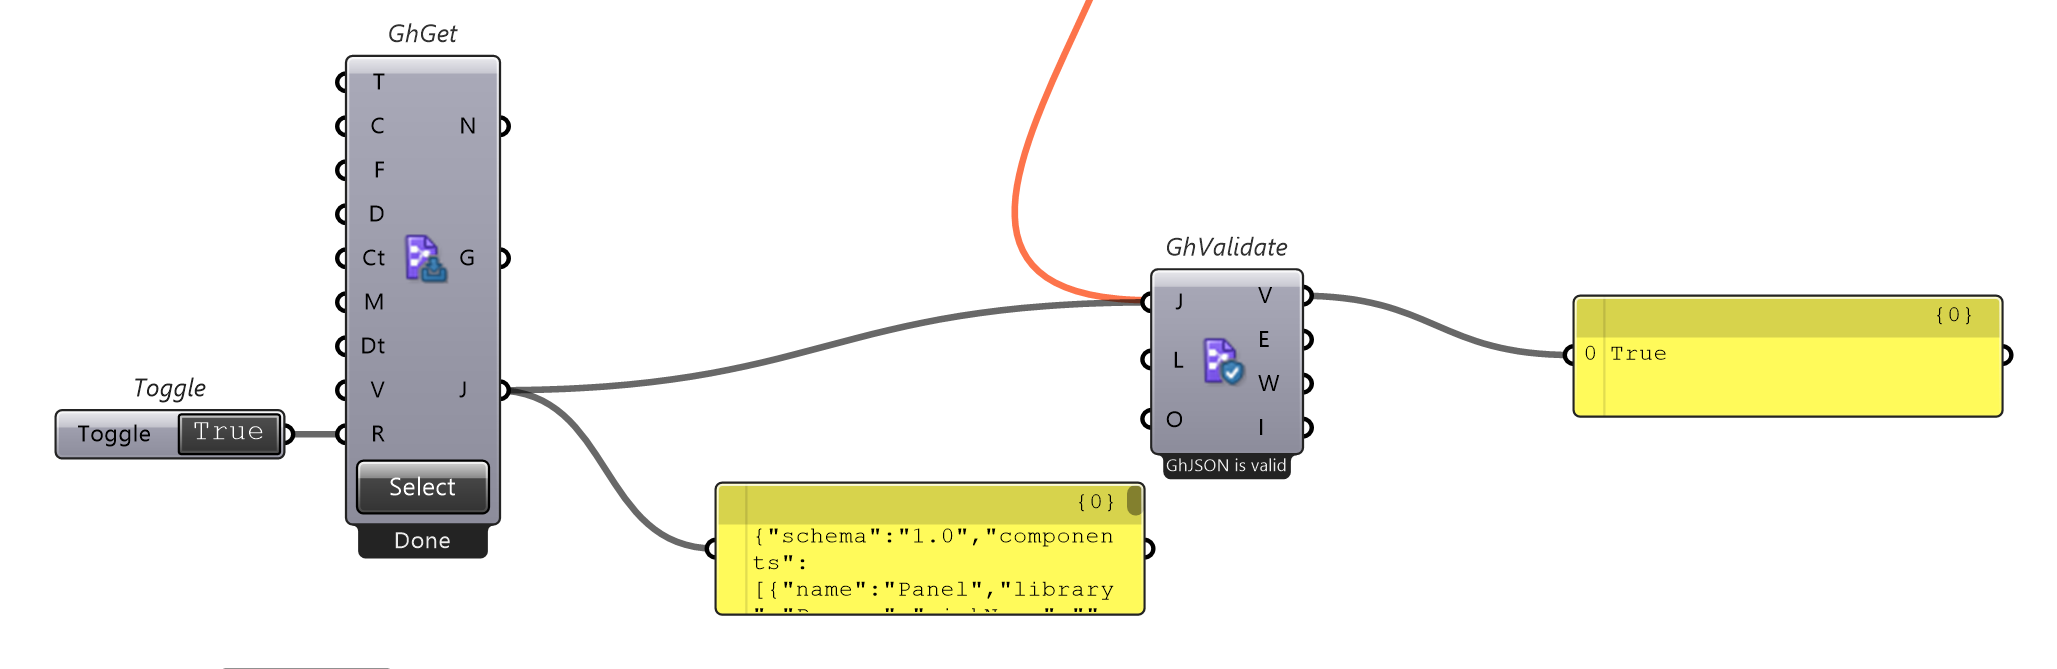 GhGet
T
C
N
F
D
Ct
G
M
Dt
V
J
R
Select
Done
Toggle
Toggle
True
{0}
{"schema":"1.0","componen
ts":
[{"name":"Panel","library
GhValidate
J
V
E
L
W
O
I
GhJSON is valid
{0}
0 True